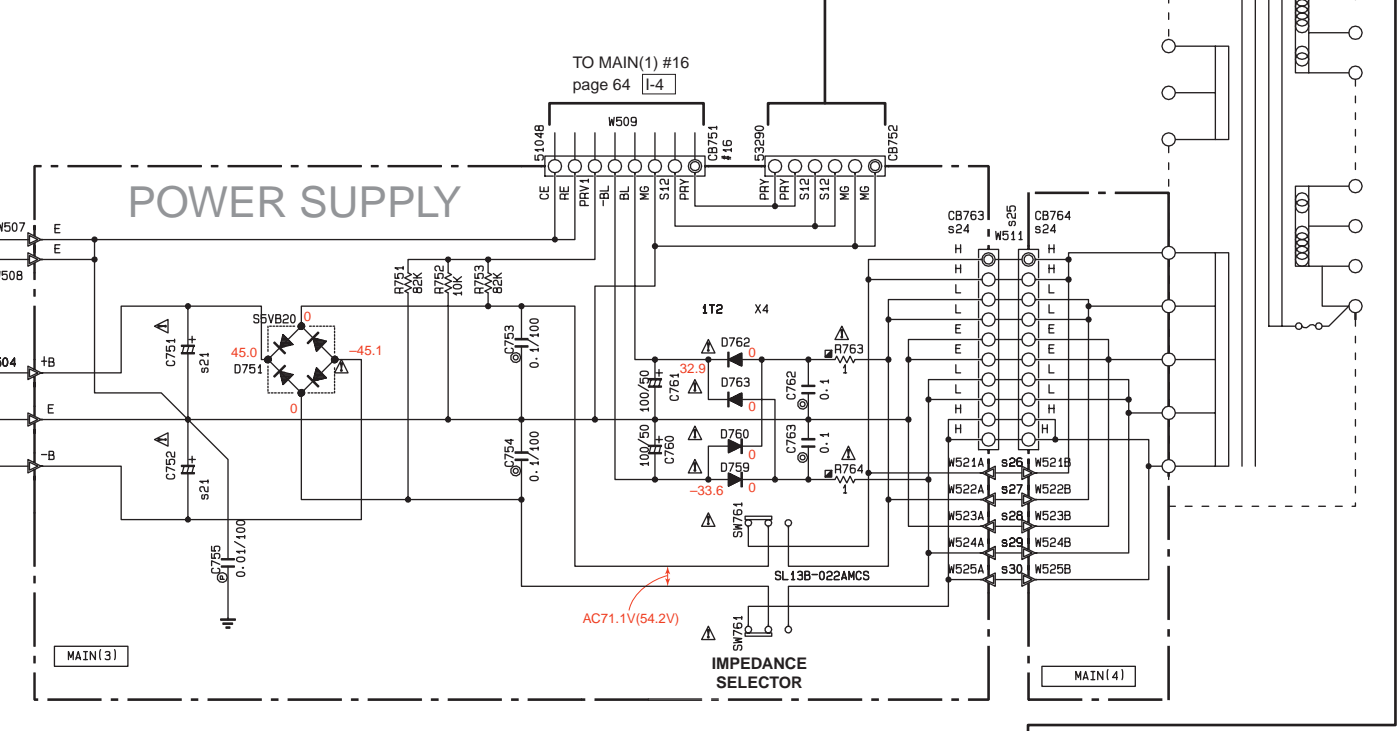 TO MAIN(1) #16
page 64 I-4
W509
51048
CB751
#16
53290
CB752
CE
RE
PRV1
-BL
BL
MG
S12
PRY
PRY
PRY
S12
S12
MG
MG
POWER SUPPLY
W507
E
E
508
CB763
s24
s25
W511
CB764
s24
H
H
L
L
E
E
L
L
H
H
H
H
L
L
E
E
L
L
H
H
R751
82K
R752
10K
R753
82K
1T2
X4
S5VB20
0
C751
s21
45.0
D751
-45.1
0
C753
0.1/100
504
+B
E
-B
C752
s21
C754
0.1/100
C755
0.01/100
P
100/50
C761
100/50
C760
D762
0
32.9
D763
0
D760
0
D759
-33.6
0
C762
0.1
C763
0.1
R763
1
R764
1
W521A
s26
W521B
W522A
s27
W522B
W523A
s28
W523B
W524A
s29
W524B
W525A
s30
W525B
SW761
SL13B-022AMCS
AC71.1V(54.2V)
SW761
IMPEDANCE
SELECTOR
MAIN(3)
MAIN(4)